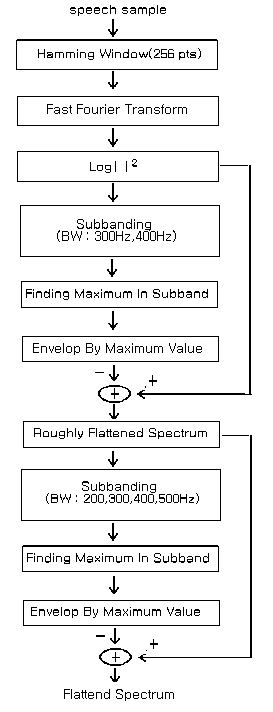 speech sample
Hamming Window(256 pts)
Fast Fourier Transform
Log| |²
Subbanding
(BW : 300Hz,400Hz)
Finding Maximum In Subband
Envelop By Maximum Value
− +
+
Roughly Flattened Spectrum
Subbanding
(BW : 200,300,400,500Hz)
Finding Maximum In Subband
Envelop By Maximum Value
− +
+
Flattend Spectrum